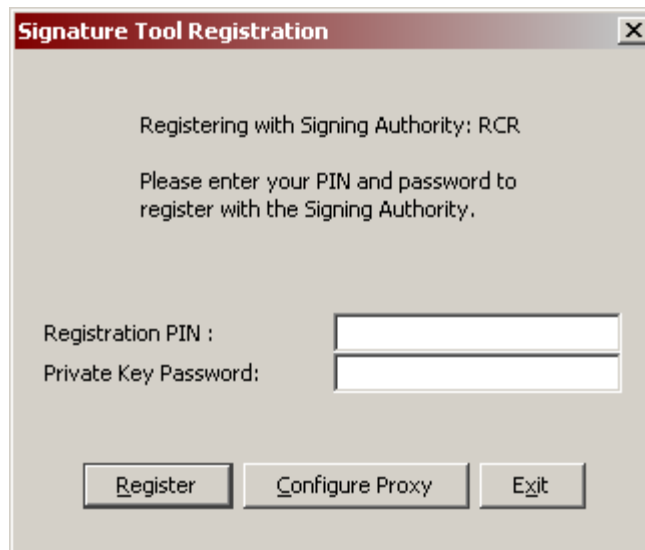 Signature Tool Registration
Registering with Signing Authority: RCR
Please enter your PIN and password to
register with the Signing Authority.
Registration PIN :
Private Key Password:
Register Configure Proxy Exit